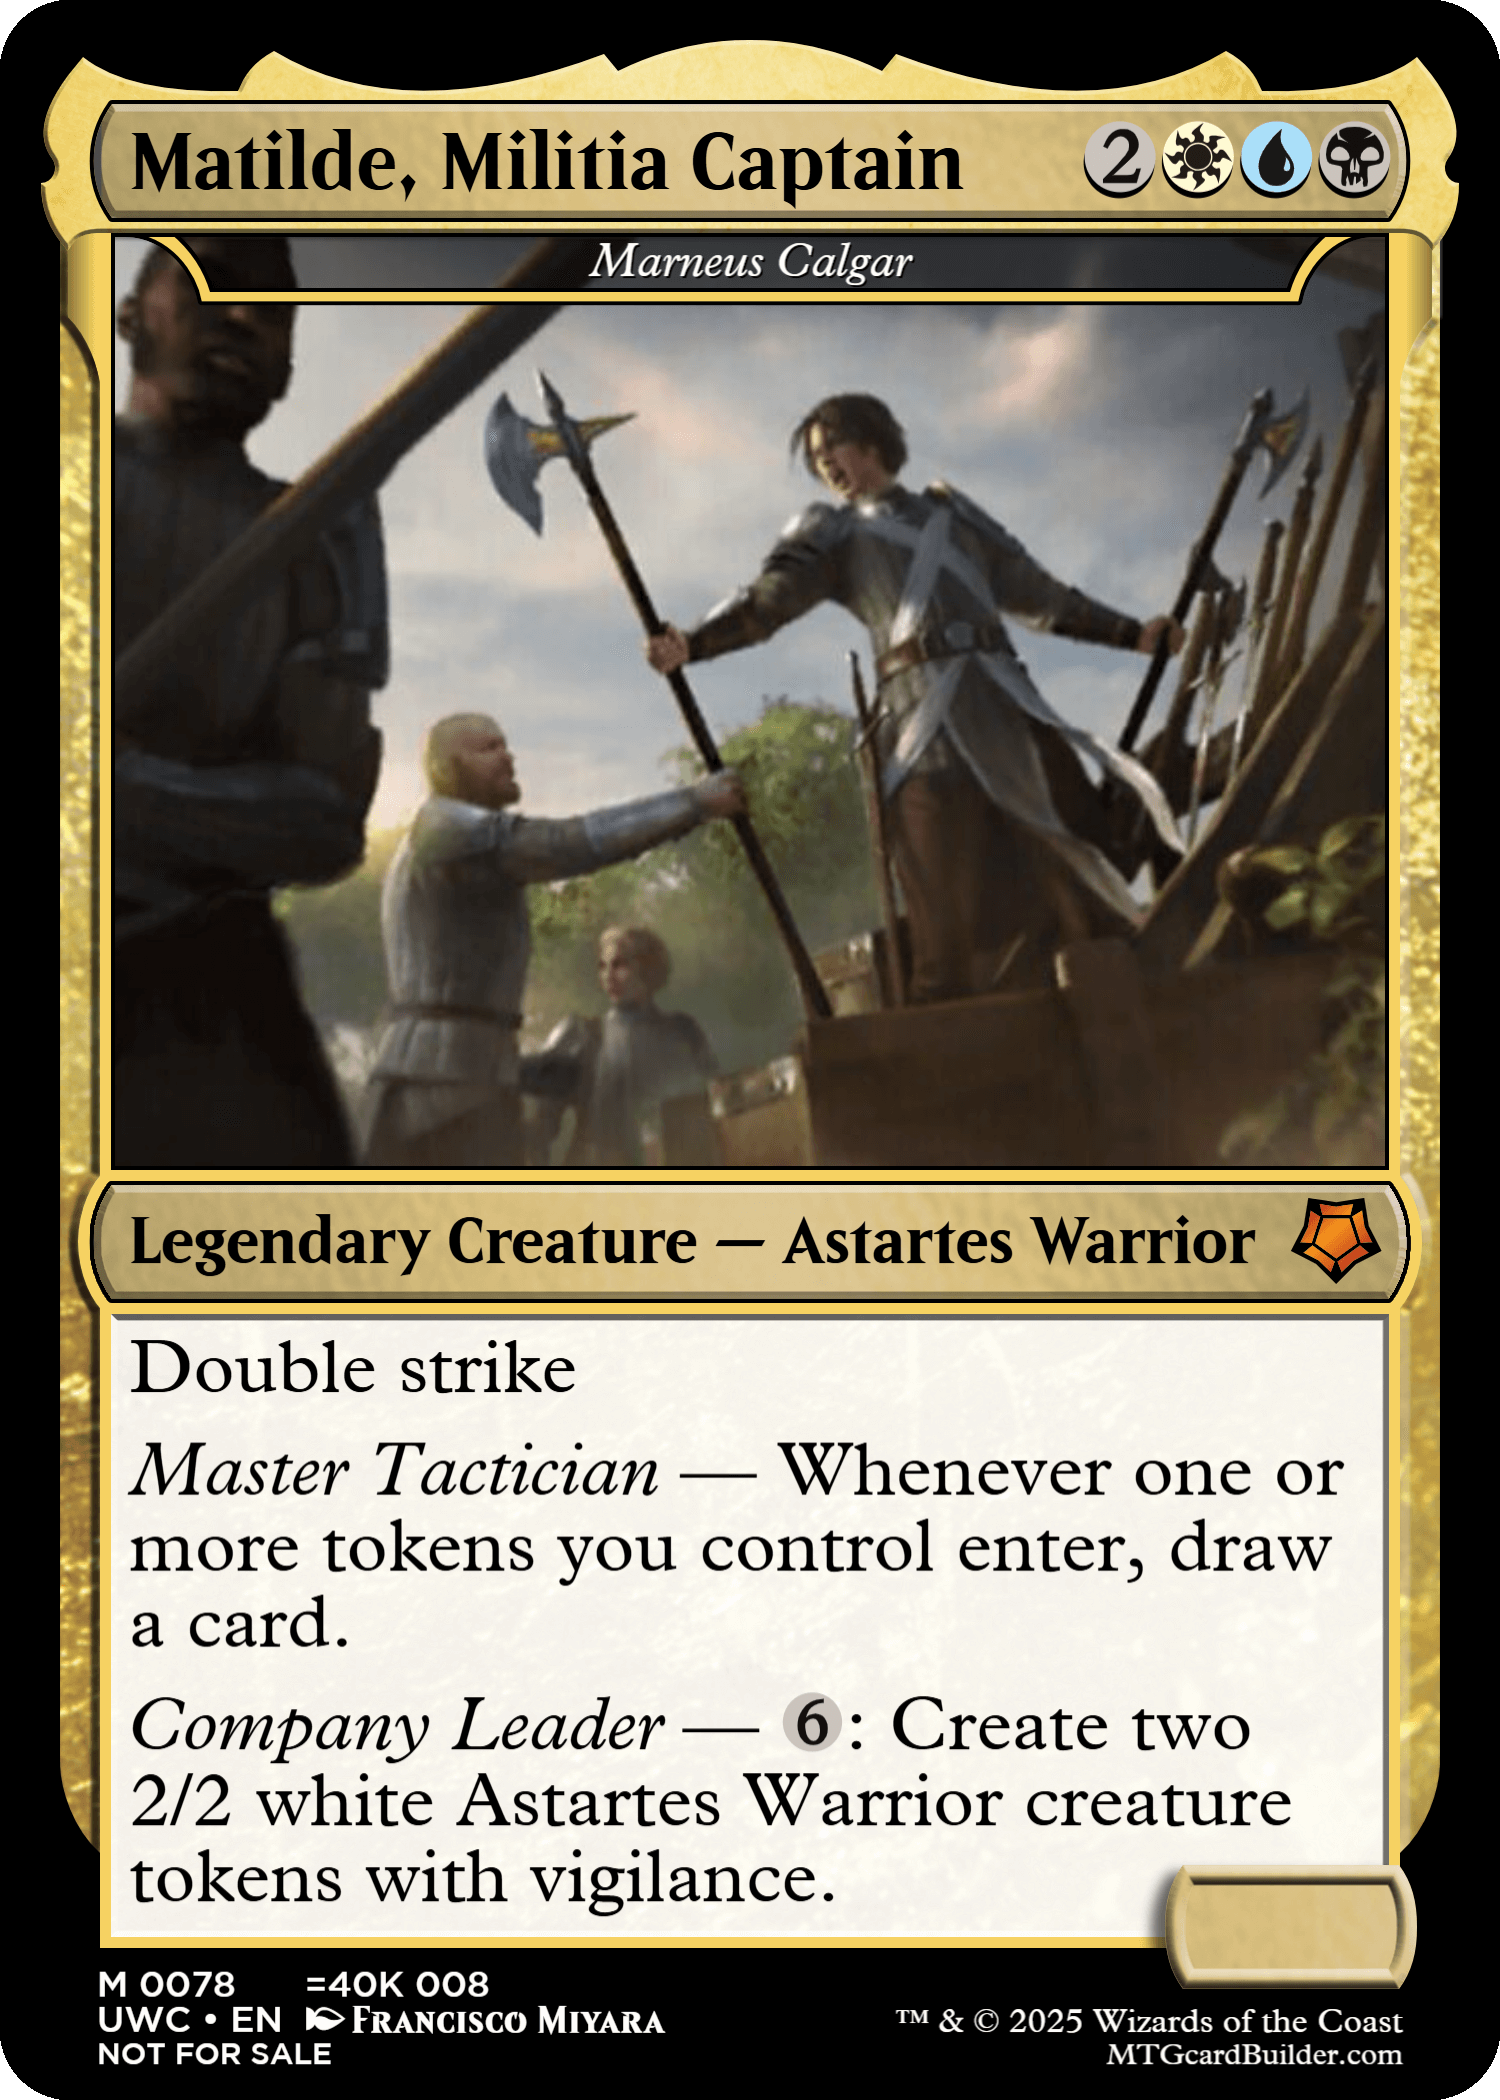 Matilde, Militia Captain 2
Marneus Calgar
Legendary Creature — Astartes Warrior
Double strike
Master Tactician — Whenever one or
more tokens you control enter, draw
a card.
Company Leader — 6: Create two
2/2 white Astartes Warrior creature
tokens with vigilance.
M 0078 =40K 008
UWC • EN Francisco Miyara
NOT FOR SALE
™ & © 2025 Wizards of the Coast
MTGcardBuilder.com